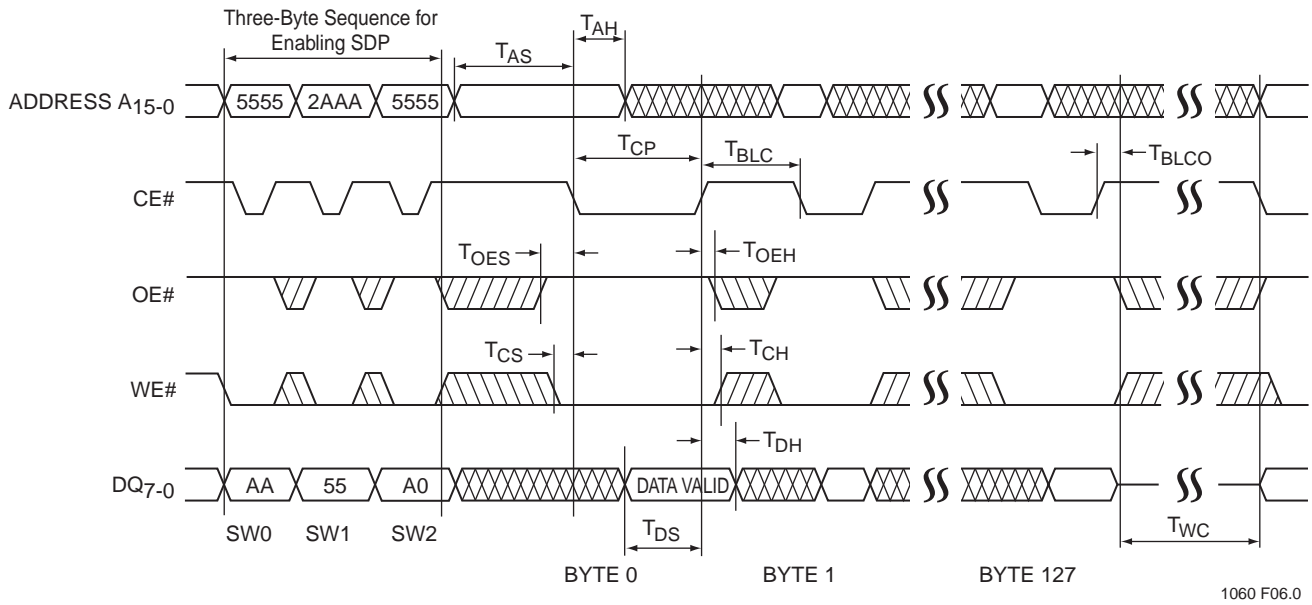 Three-Byte Sequence for
Enabling SDP
TAH
TAS
ADDRESS A15-0
5555
2AAA
5555
TCP
TBLC
TBLCO
CE#
TOES
TOEH
OE#
TCS
TCH
WE#
TDH
DQ7-0
AA
55
A0
DATA VALID
SW0
SW1
SW2
TDS
TWC
BYTE 0
BYTE 1
BYTE 127
1060 F06.0